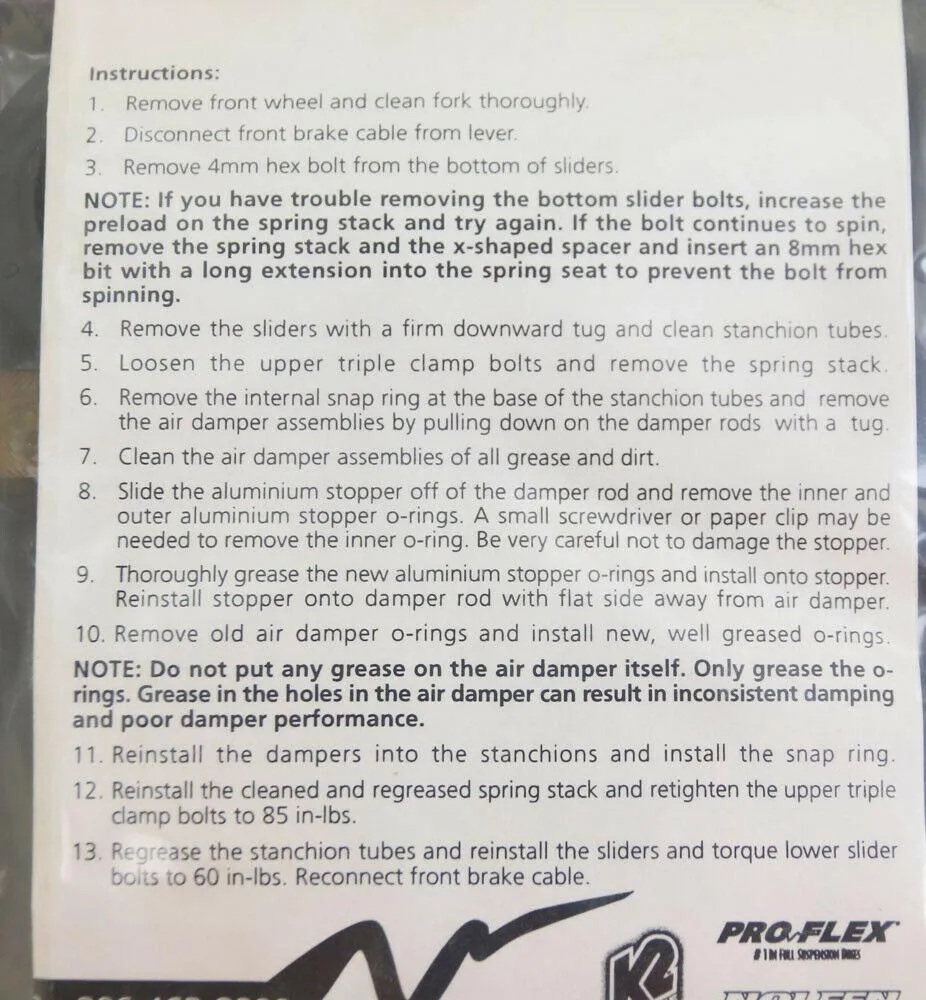 Instructions:
1. Remove front wheel and clean fork thoroughly.
2. Disconnect front brake cable from lever.
3. Remove 4mm hex bolt from the bottom of sliders.
NOTE: If you have trouble removing the bottom slider bolts, increase the
preload on the spring stack and try again. If the bolt continues to spin,
remove the spring stack and the x-shaped spacer and insert an 8mm hex
bit with a long extension into the spring seat to prevent the bolt from
spinning.
4. Remove the sliders with a firm downward tug and clean stanchion tubes.
5. Loosen the upper triple clamp bolts and remove the spring stack.
6. Remove the internal snap ring at the base of the stanchion tubes and remove
the air damper assemblies by pulling down on the damper rods with a tug.
7. Clean the air damper assemblies of all grease and dirt.
8. Slide the aluminium stopper off of the damper rod and remove the inner and
outer aluminium stopper o-rings. A small screwdriver or paper clip may be
needed to remove the inner o-ring. Be very careful not to damage the stopper.
9. Thoroughly grease the new aluminium stopper o-rings and install onto stopper.
Reinstall stopper onto damper rod with flat side away from air damper.
10. Remove old air damper o-rings and install new, well greased o-rings.
NOTE: Do not put any grease on the air damper itself. Only grease the o-
rings. Grease in the holes in the air damper can result in inconsistent damping
and poor damper performance.
11. Reinstall the dampers into the stanchions and install the snap ring.
12. Reinstall the cleaned and regreased spring stack and retighten the upper triple
clamp bolts to 85 in-lbs.
13. Regrease the stanchion tubes and reinstall the sliders and torque lower slider
bolts to 60 in-lbs. Reconnect front brake cable.
PRO-FLEX
# 1 IN FULL SUSPENSION BIKES
K2